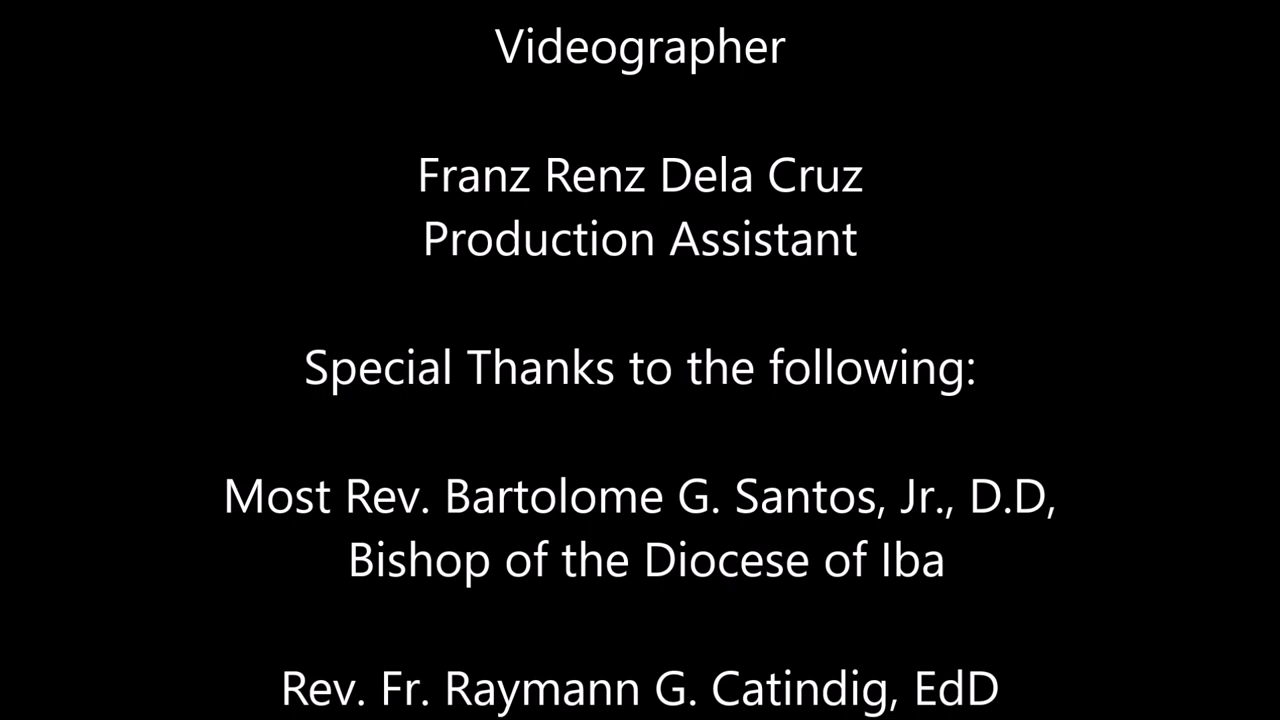 Videographer
Franz Renz Dela Cruz
Production Assistant
Special Thanks to the following:
Most Rev. Bartolome G. Santos, Jr., D.D,
Bishop of the Diocese of Iba
Rev. Fr. Raymann G. Catindig, EdD